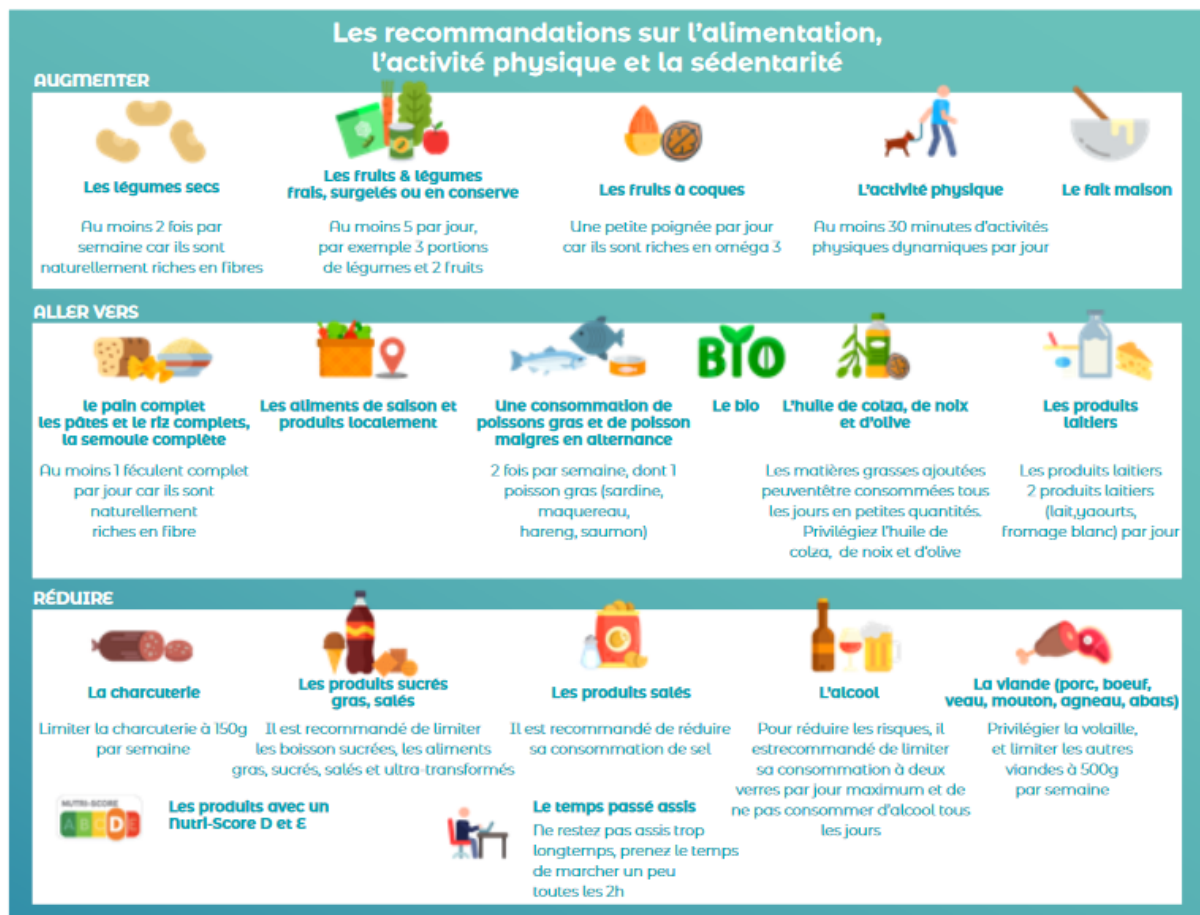 Les recommandations sur l'alimentation,
l'activité physique et la sédentarité
AUGMENTER
Les légumes secs
Au moins 2 fois par
semaine car ils sont
naturellement riches en fibres
Les fruits & légumes
frais, surgelés ou en conserve
Au moins 5 par jour,
par exemple 3 portions
de légumes et 2 fruits
Les fruits à coques
Une petite poignée par jour
car ils sont riches en oméga 3
L'activité physique
Au moins 30 minutes d'activités
physiques dynamiques par jour
Le fait maison
ALLER VERS
le pain complet
les pâtes et le riz complets,
la semoule complète
Au moins 1 féculent complet
par jour car ils sont
naturellement
riches en fibre
Les aliments de saison et
produits localement
Une consommation de
poissons gras et de poisson
maigres en alternance
2 fois par semaine, dont 1
poisson gras (sardine,
maquereau,
hareng, saumon)
BIO
Le bio
L'huile de colza, de noix
et d'olive
Les matières grasses ajoutées
peuventêtre consommées tous
les jours en petites quantités.
Privilégiez l'huile de
colza, de noix et d'olive
Les produits
laitiers
Les produits laitiers
2 produits laitiers
(lait,yaourts,
fromage blanc) par jour
RÉDUIRE
La charcuterie
Limiter la charcuterie à 150g
par semaine
Les produits sucrés
gras, salés
Il est recommandé de limiter
les boisson sucrées, les aliments
gras, sucrés, salés et ultra-transformés
Les produits salés
Il est recommandé de réduire
sa consommation de sel
L'alcool
Pour réduire les risques, il
estrecommandé de limiter
sa consommation à deux
verres par jour maximum et de
ne pas consommer d'alcool tous
les jours
La viande (porc, boeuf,
veau, mouton, agneau, abats)
Privilégier la volaille,
et limiter les autres
viandes à 500g
par semaine
NUTRI-SCORE
A B C D E
Les produits avec un
Nutri-Score D et E
Le temps passé assis
Ne restez pas assis trop
longtemps, prenez le temps
de marcher un peu
toutes les 2h